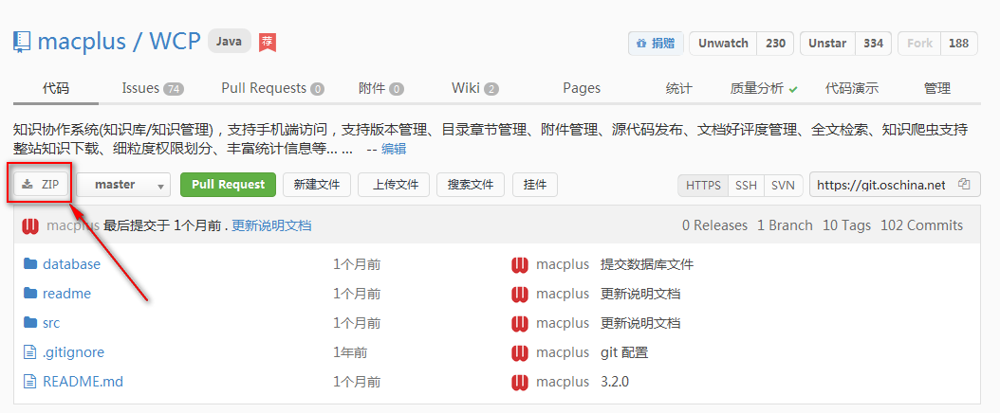 macplus / WCP Java 荐 捐赠 Unwatch 230 Unstar 334 Fork 188
代码 Issues 74 Pull Requests 0 附件 0 Wiki 2 Pages 统计 质量分析 代码演示 管理
知识协作系统(知识库/知识管理)，支持手机端访问，支持版本管理、目录章节管理、附件管理、源代码发布、文档好评度管理、全文检索、知识爬虫支持
整站知识下载、细粒度权限划分、丰富统计信息等... ... -- 编辑
ZIP master Pull Request 新建文件 上传文件 搜索文件 挂件 HTTPS SSH SVN https://git.oschina.net
macplus 最后提交于 1个月前 . 更新说明文档 0 Releases 1 Branch 10 Tags 102 Commits
database 1个月前 macplus 提交数据库文件
readme 1个月前 macplus 更新说明文档
src 1个月前 macplus 更新说明文档
.gitignore 1年前 macplus git 配置
README.md 1个月前 macplus 3.2.0